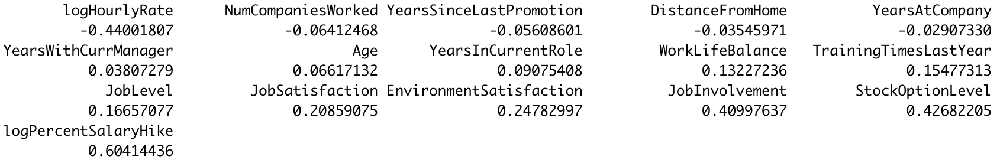 logHourlyRate NumCompaniesWorked YearsSinceLastPromotion DistanceFromHome YearsAtCompany
-0.44001807 -0.06412468 -0.05608601 -0.03545971 -0.02907330
YearsWithCurrManager Age YearsInCurrentRole WorkLifeBalance TrainingTimesLastYear
0.03807279 0.06617132 0.09075408 0.13227236 0.15477313
JobLevel JobSatisfaction EnvironmentSatisfaction JobInvolvement StockOptionLevel
0.16657077 0.20859075 0.24782997 0.40997637 0.42682205
logPercentSalaryHike
0.60414436